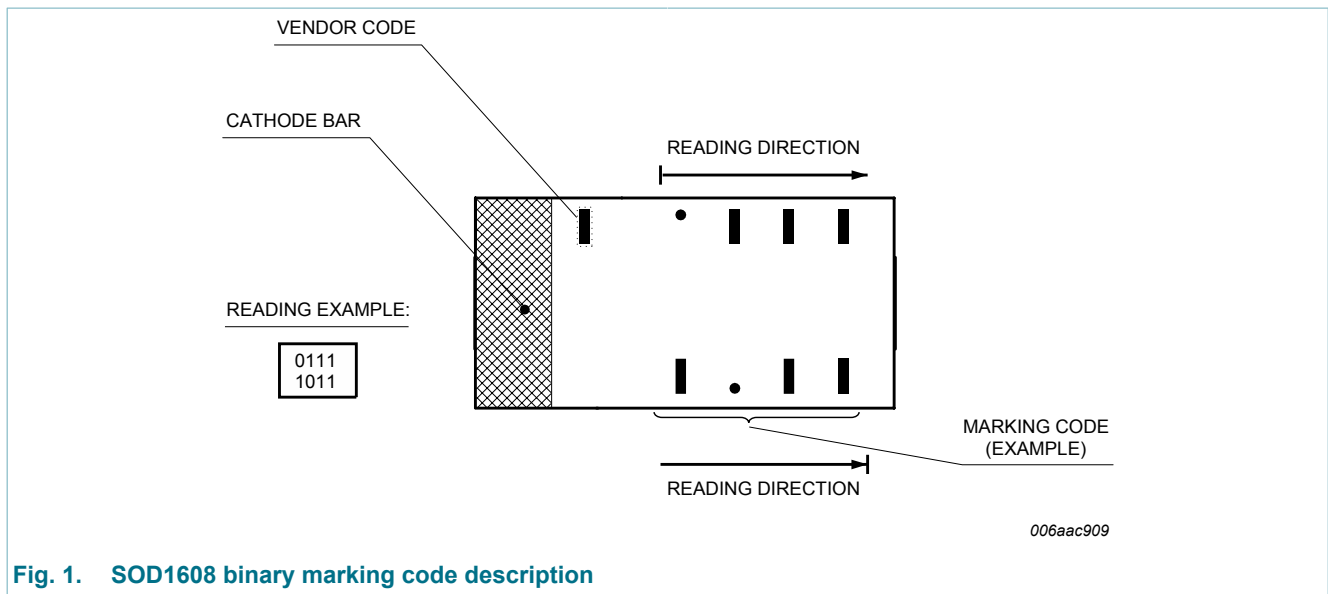 VENDOR CODE
CATHODE BAR
READING DIRECTION
READING EXAMPLE:
0111
1011
MARKING CODE
(EXAMPLE)
READING DIRECTION
006aac909
Fig. 1. SOD1608 binary marking code description